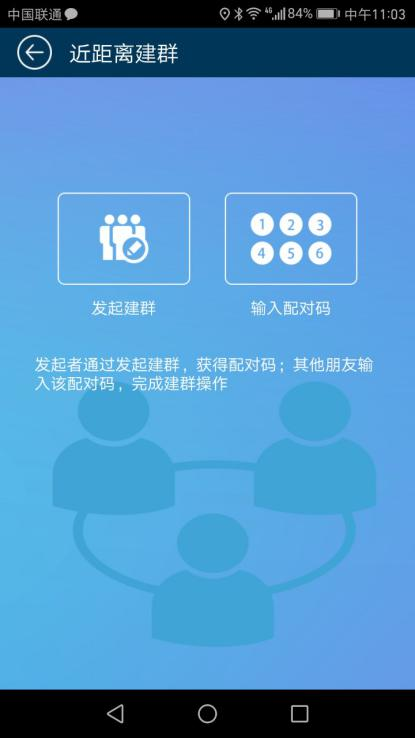 中国联通 4G 84% 中午11:03
近距离建群
1 2 3
4 5 6
发起建群 输入配对码
发起者通过发起建群，获得配对码；其他朋友输
入该配对码，完成建群操作